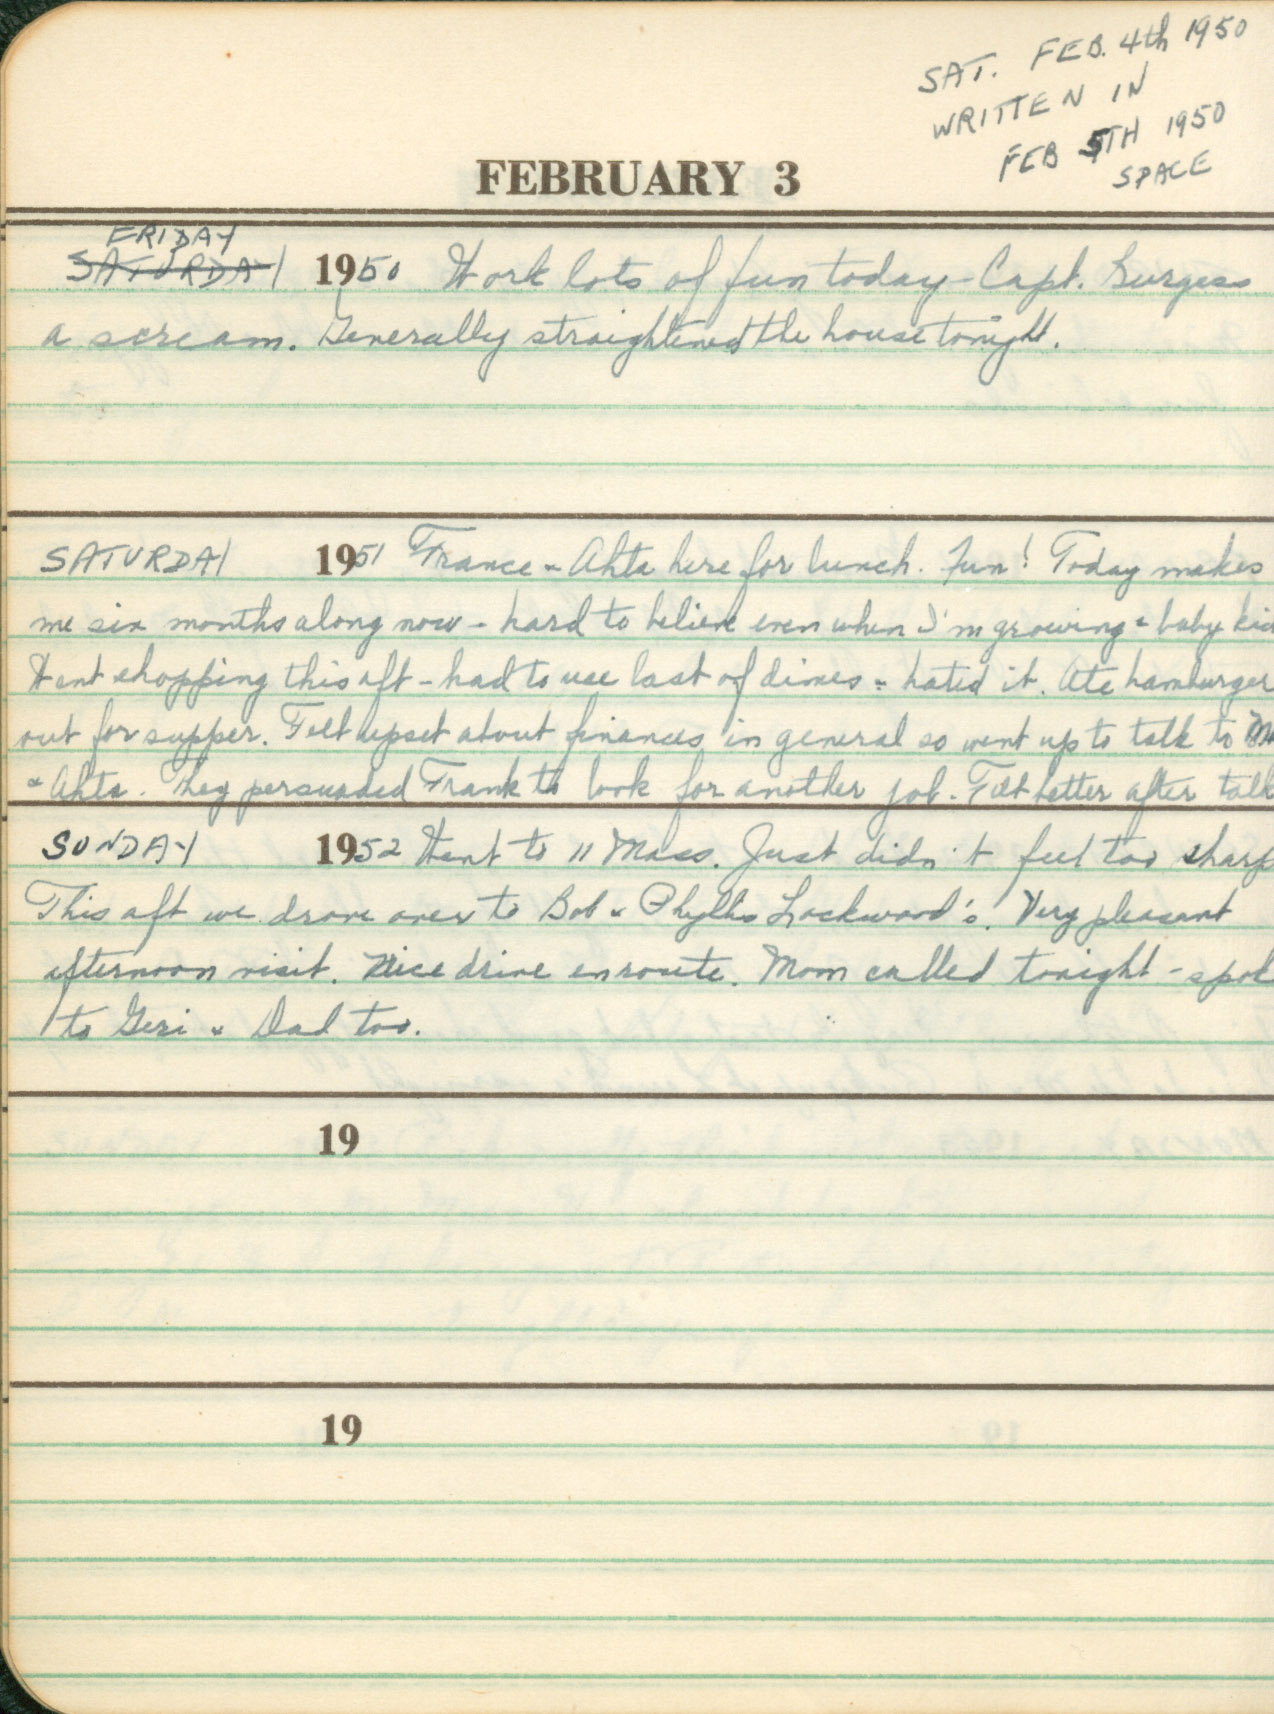 SAT. FEB. 4th 1950
WRITTEN IN
FEB 5TH 1950
SPACE
FEBRUARY 3
FRIDAY
SATURDAY 1950 Work lots of fun today - Capt. Burgess
a scream. Generally straightened the house tonight.
SATURDAY 1951 France & Ahta here for lunch. Fun! Today makes
me six months along now - hard to believe even when I'm growing & baby
Went shopping this aft - had to use last of dimes & hated it. Ate hamburger
out for supper. Felt upset about finances in general so went up to talk to
& Ahta. They persuaded Frank to look for another job. Felt better after talk
SUNDAY 1952 Went to 11 Mass. Just didn't feel too sharp
This aft we drove over to Bob & Phyllis Lockwood's. Very pleasant
afternoon visit. Nice drive enroute. Mom called tonight - spok
to Geri & Dad too.
19
19